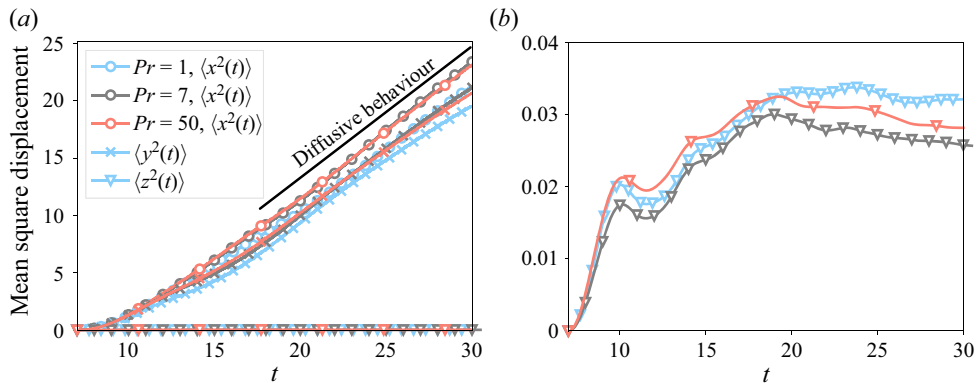 (a)
Mean square displacement
25
20
15
10
5
0
Pr = 1, ⟨x²(t)⟩
Pr = 7, ⟨x²(t)⟩
Pr = 50, ⟨x²(t)⟩
⟨y²(t)⟩
⟨z²(t)⟩
Diffusive behaviour
10 15 20 25 30
t
(b)
0.04
0.03
0.02
0.01
0
10 15 20 25 30
t